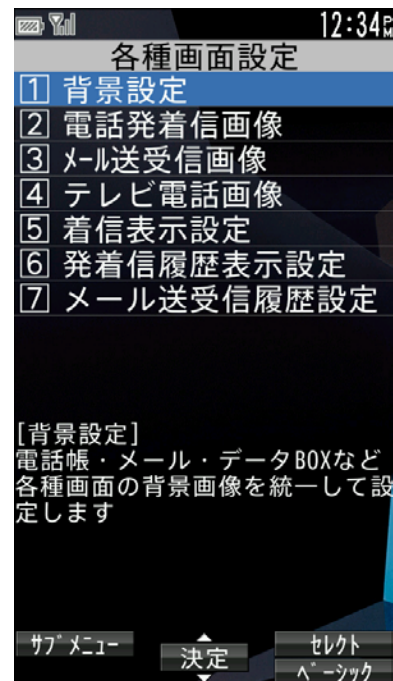 12:34PM
各種画面設定
1 背景設定
2 電話発着信画像
3 ﾒｰﾙ送受信画像
4 テレビ電話画像
5 着信表示設定
6 発着信履歴表示設定
7 メール送受信履歴設定
[背景設定]
電話帳・メール・データBOXなど
各種画面の背景画像を統一して設
定します
ｻﾌﾞﾒﾆｭｰ 決定 ｾﾚｸﾄ
ﾍﾞｰｼｯｸ